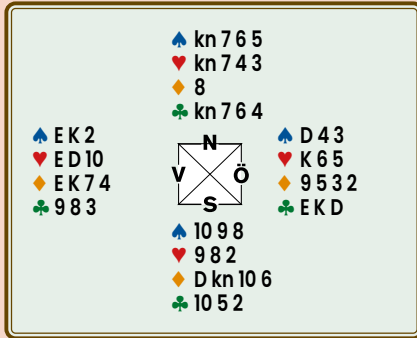 ♠ kn 7 6 5
♥ kn 7 4 3
♦ 8
♣ kn 7 6 4
♠ E K 2
♥ E D 10
♦ E K 7 4
♣ 9 8 3
N
V Ö
S
♠ D 4 3
♥ K 6 5
♦ 9 5 3 2
♣ E K D
♠ 10 9 8
♥ 9 8 2
♦ D kn 10 6
♣ 10 5 2